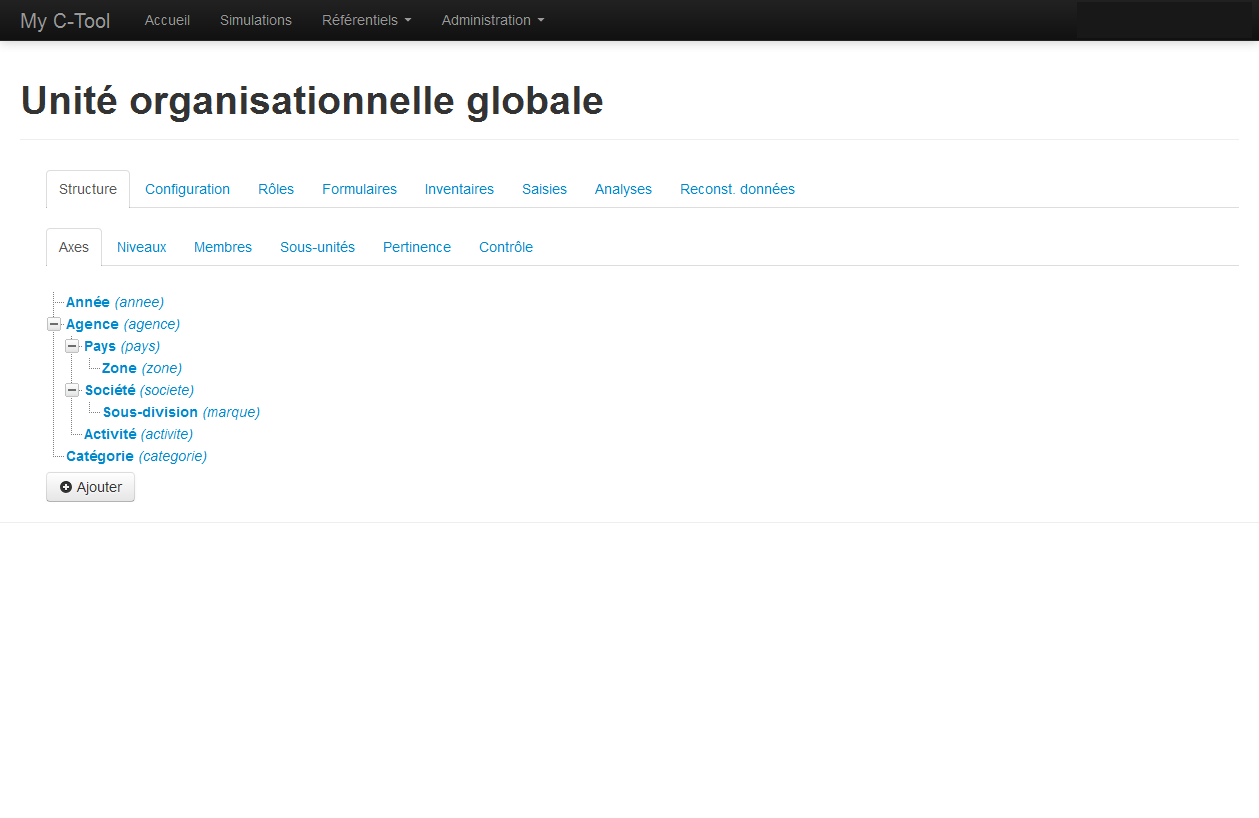 My C-Tool Accueil Simulations Référentiels Administration
Unité organisationnelle globale
Structure Configuration Rôles Formulaires Inventaires Saisies Analyses Reconst. données
Axes Niveaux Membres Sous-unités Pertinence Contrôle
Année (annee)
Agence (agence)
Pays (pays)
Zone (zone)
Société (societe)
Sous-division (marque)
Activité (activite)
Catégorie (categorie)
Ajouter